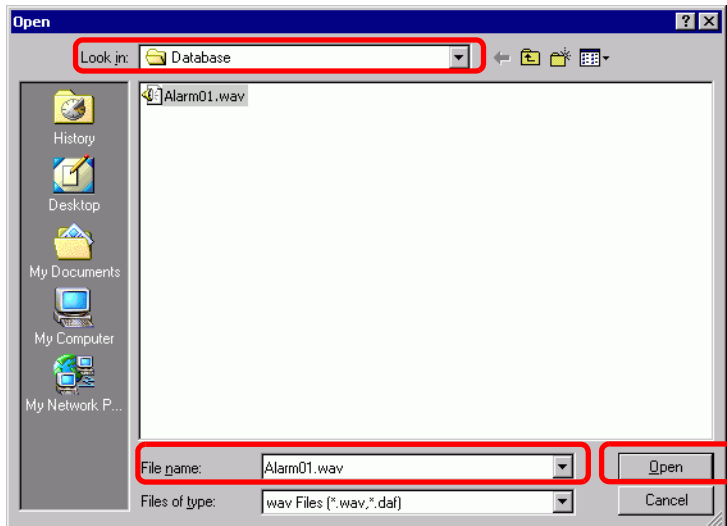 Open
Look in: Database
Alarm01.wav
History
Desktop
My Documents
My Computer
My Network P...
File name: Alarm01.wav Open
Files of type: wav Files (*.wav,*.daf) Cancel